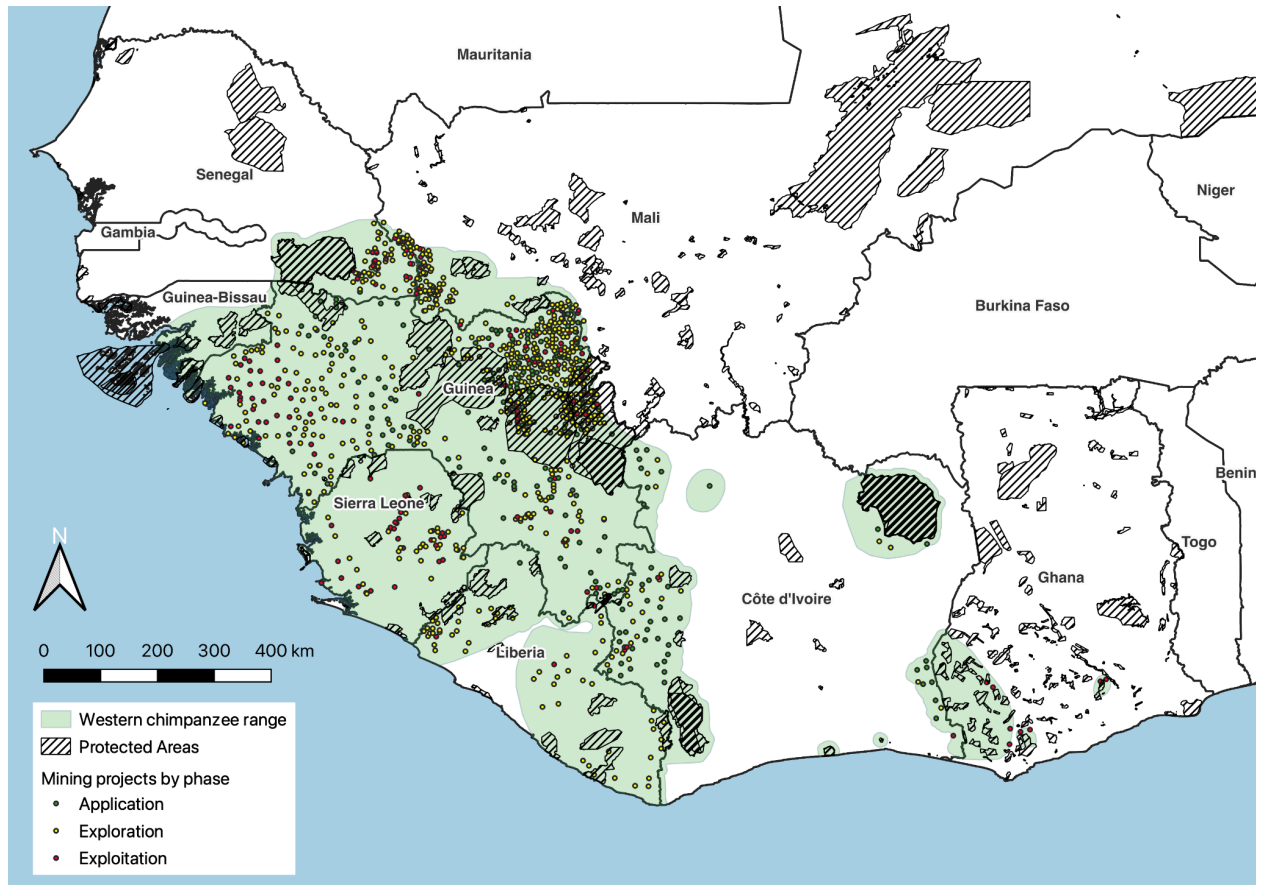 Mauritania
Senegal
Niger
Mali
Gambia
Guinea-Bissau
Burkina Faso
Guinea
Benin
Sierra Leone
N
Togo
Ghana
Côte d'Ivoire
Liberia
0 100 200 300 400 km
Western chimpanzee range
Protected Areas
Mining projects by phase
Application
Exploration
Exploitation